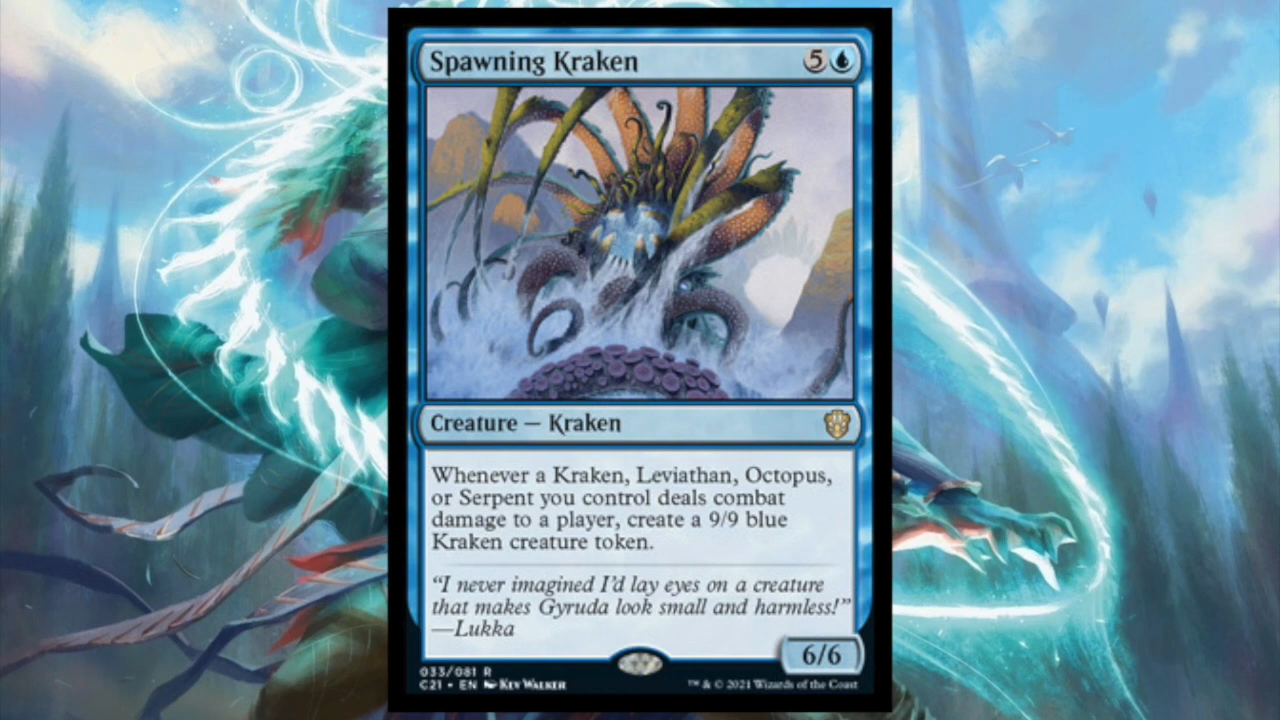 Spawning Kraken 5
Creature — Kraken
Whenever a Kraken, Leviathan, Octopus,
or Serpent you control deals combat
damage to a player, create a 9/9 blue
Kraken creature token.
“I never imagined I’d lay eyes on a creature
that makes Gyruda look small and harmless!”
—Lukka
6/6
033/081 R
C21 • EN Kev Walker
™ & © 2021 Wizards of the Coast